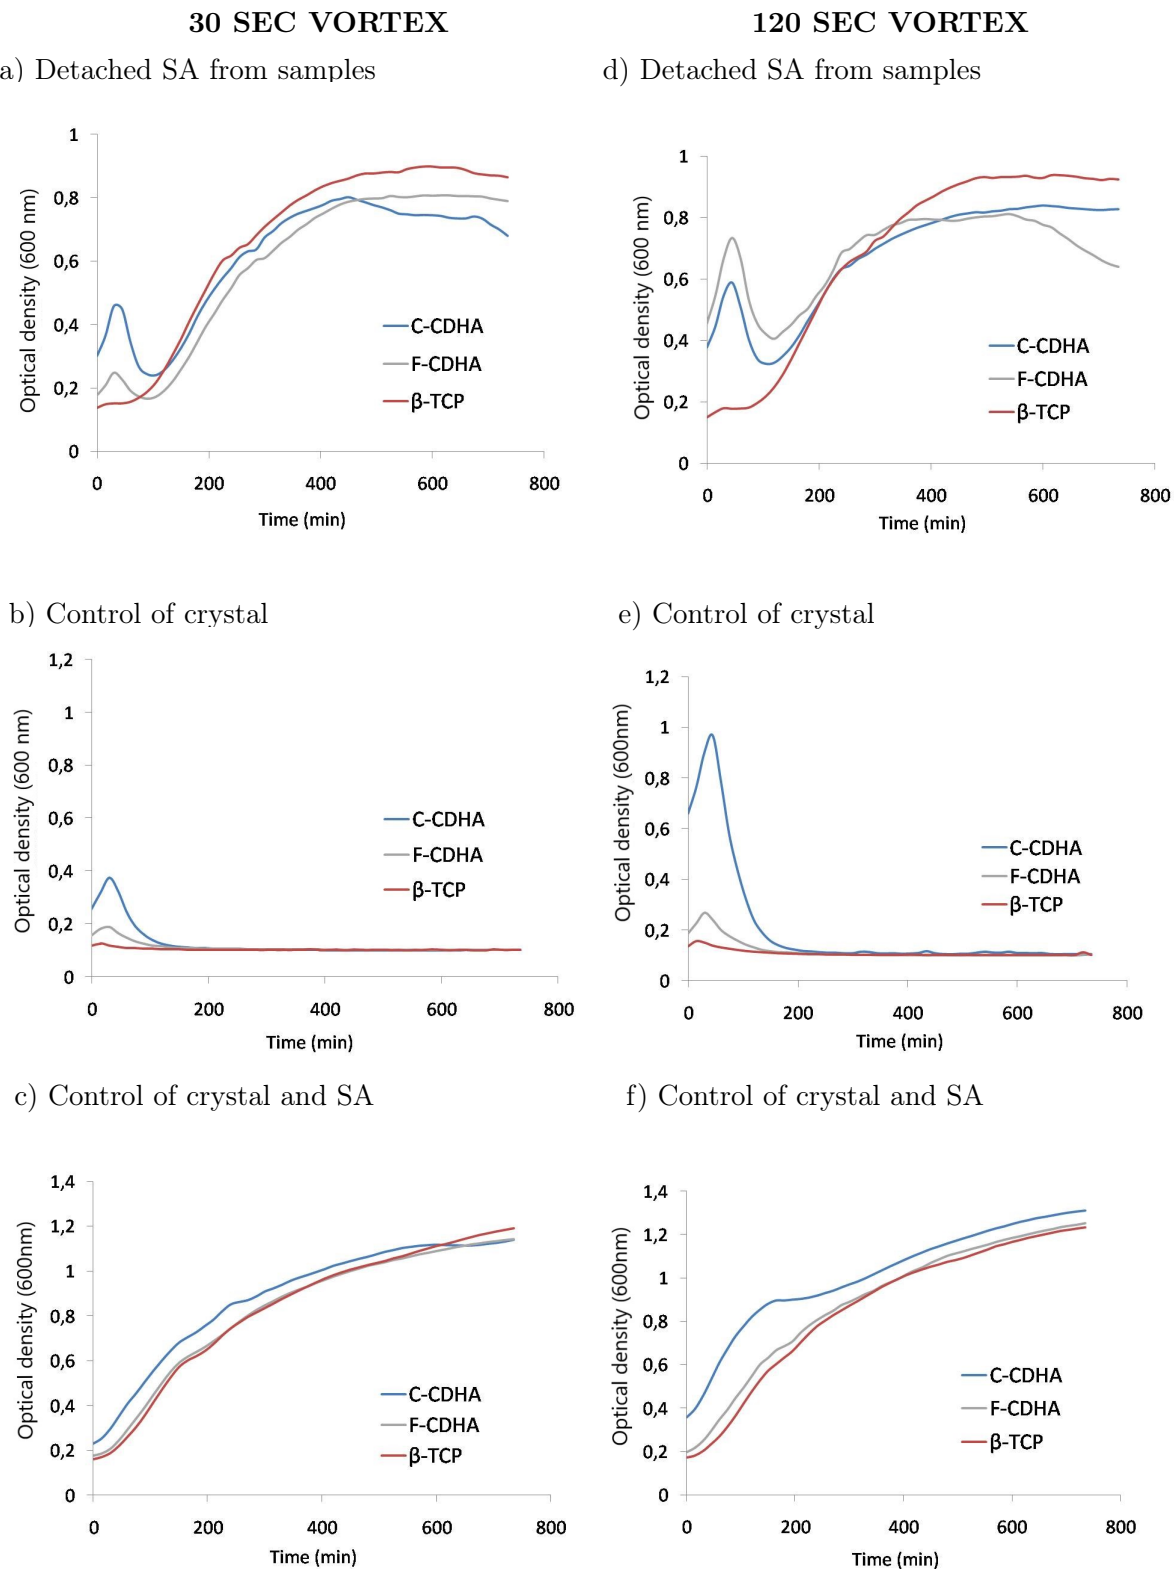 30 SEC VORTEX
120 SEC VORTEX
a) Detached SA from samples
d) Detached SA from samples
Optical density (600 nm)
1
0,8
0,6
0,4
0,2
0
0 200 400 600 800
Time (min)
C-CDHA
F-CDHA
β-TCP
Optical density (600 nm)
1
0,8
0,6
0,4
0,2
0
0 200 400 600 800
Time (min)
C-CDHA
F-CDHA
β-TCP
b) Control of crystal
e) Control of crystal
Optical density (600 nm)
1,2
1
0,8
0,6
0,4
0,2
0
0 200 400 600 800
Time (min)
C-CDHA
F-CDHA
β-TCP
Optical density (600nm)
1,2
1
0,8
0,6
0,4
0,2
0
0 200 400 600 800
Time (min)
C-CDHA
F-CDHA
β-TCP
c) Control of crystal and SA
f) Control of crystal and SA
Optical density (600nm)
1,4
1,2
1
0,8
0,6
0,4
0,2
0
0 200 400 600 800
Time (min)
C-CDHA
F-CDHA
β-TCP
Optical density (600nm)
1,4
1,2
1
0,8
0,6
0,4
0,2
0
0 200 400 600 800
Time (min)
C-CDHA
F-CDHA
β-TCP